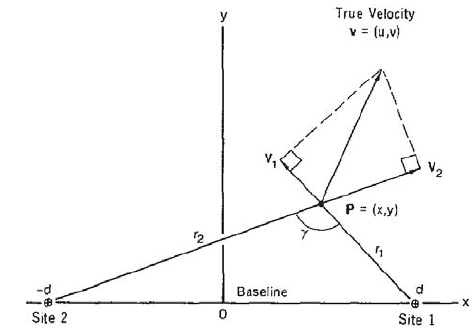 y
True Velocity
v = (u,v)
V1
V2
P = (x,y)
r2
γ
r1
-d
Baseline
d
x
Site 2
0
Site 1